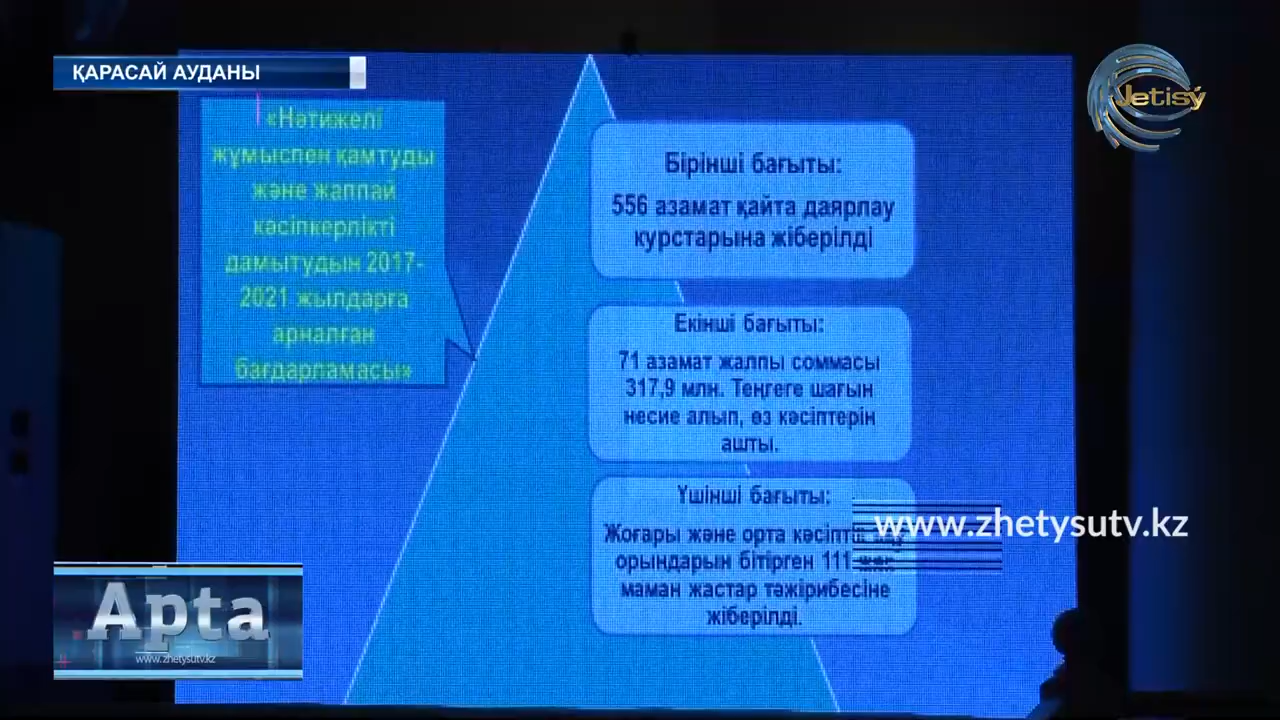 ҚАРАСАЙ АУДАНЫ
Jetisý
«Нәтижелі
жұмыспен қамтуды
және жаппай
кәсіпкерлікті
дамытудың 2017-
2021 жылдарға
арналған
бағдарламасы»
Бірінші бағыты:
556 азамат қайта даярлау
курстарына жіберілді
Екінші бағыты:
71 азамат жалпы соммасы
317,9 млн. Теңгеге шағын
несие алып, өз кәсіптерін
ашты.
Үшінші бағыты:
Жоғары және орта
орындарын бітірген 111
маман жастар тәжірибесіне
жіберілді.
www.zhetysutv.kz
Apta
www.zhetysutv.kz